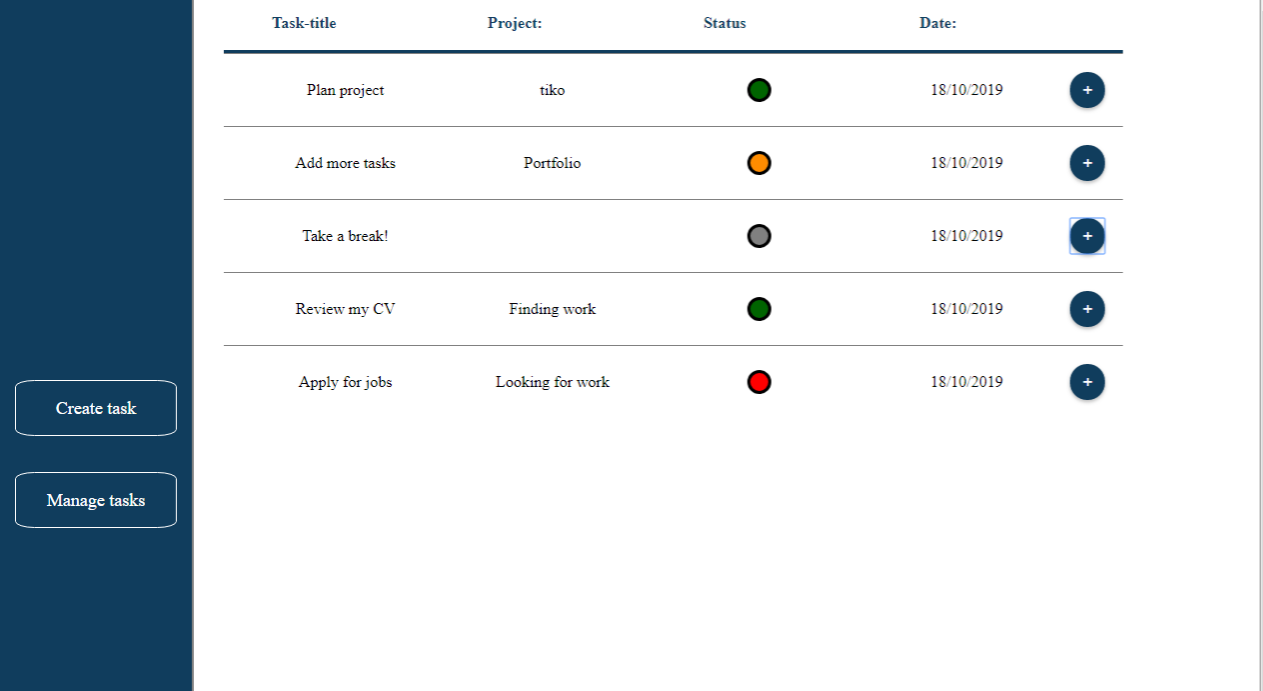 Task-title Project: Status Date:
Plan project tiko 18/10/2019 +
Add more tasks Portfolio 18/10/2019 +
Take a break! 18/10/2019 +
Review my CV Finding work 18/10/2019 +
Apply for jobs Looking for work 18/10/2019 +
Create task
Manage tasks